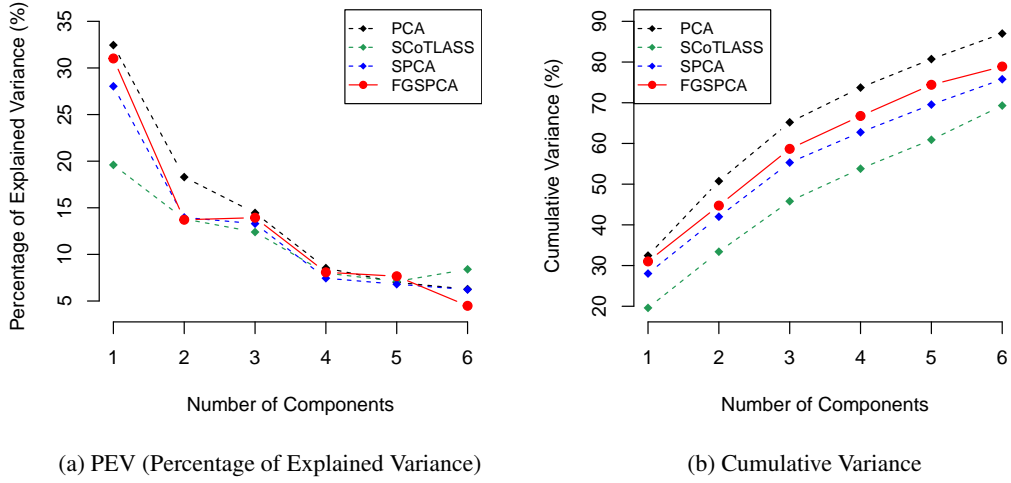 Percentage of Explained Variance (%)
35
30
25
20
15
10
5
PCA
SCoTLASS
SPCA
FGSPCA
1 2 3 4 5 6
Number of Components
(a) PEV (Percentage of Explained Variance)
Cumulative Variance (%)
90
80
70
60
50
40
30
20
PCA
SCoTLASS
SPCA
FGSPCA
1 2 3 4 5 6
Number of Components
(b) Cumulative Variance